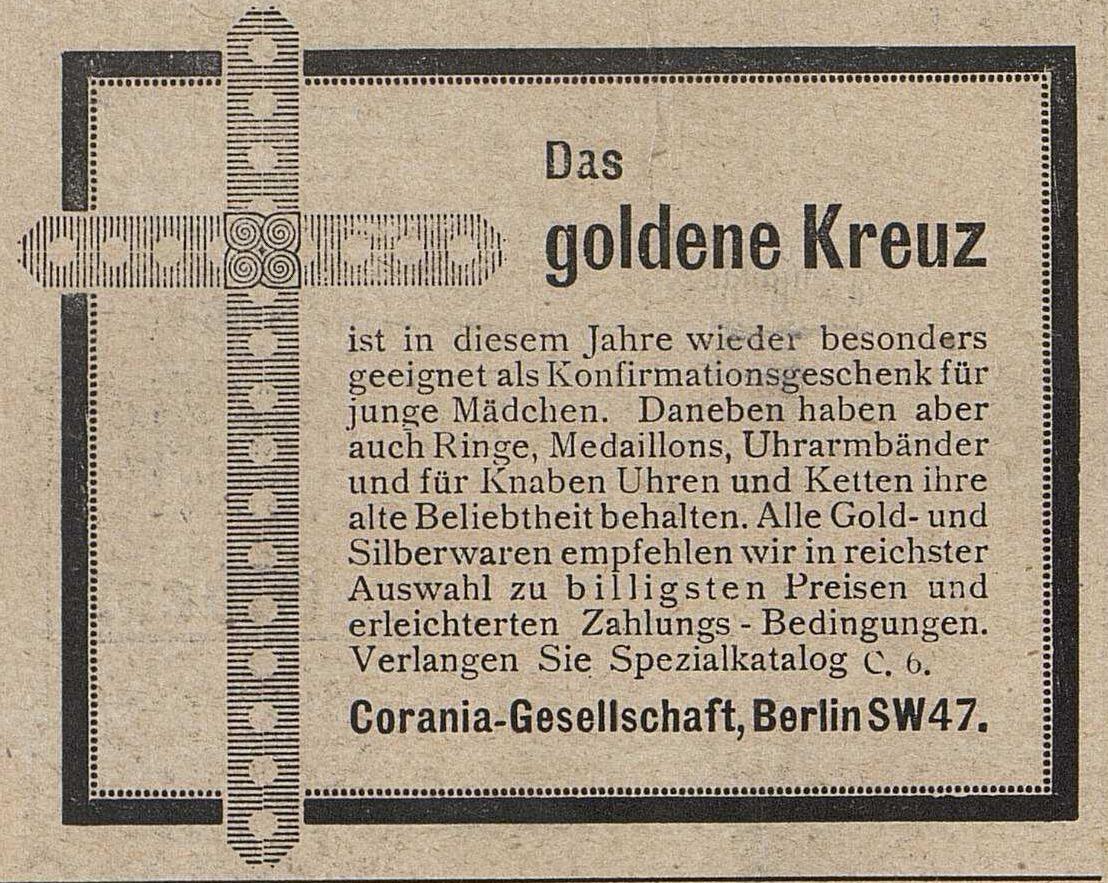 Das
goldene Kreuz
ist in diesem Jahre wieder besonders
geeignet als Konfirmationsgeschenk für
junge Mädchen. Daneben haben aber
auch Ringe, Medaillons, Uhrarmbänder
und für Knaben Uhren und Ketten ihre
alte Beliebtheit behalten. Alle Gold- und
Silberwaren empfehlen wir in reichster
Auswahl zu billigsten Preisen und
erleichterten Zahlungs - Bedingungen.
Verlangen Sie Spezialkatalog C. 6.
Corania-Gesellschaft, Berlin SW47.